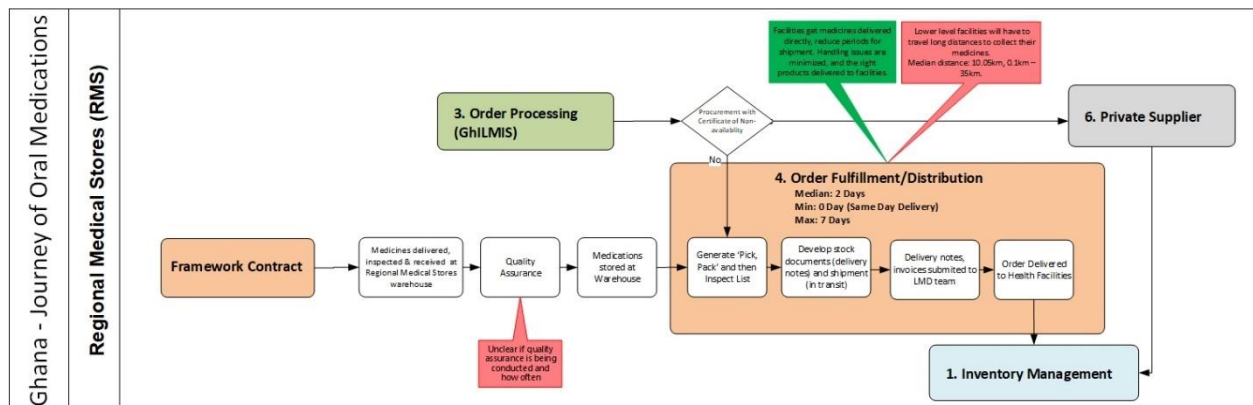 Ghana - Journey of Oral Medications
Regional Medical Stores (RMS)
Facilities get medicines delivered
directly, reduce periods for
shipment. Handling issues are
minimized, and the right
products delivered to facilities.
Lower level facilities will have to
travel long distances to collect their
medicines.
Median distance: 10.05km, 0.1km –
35km.
3. Order Processing
(GhILMIS)
Procurement with
Certificate of Non-
availablity
No
6. Private Supplier
4. Order Fulfillment/Distribution
Median: 2 Days
Min: 0 Day (Same Day Delivery)
Max: 7 Days
Framework Contract
Medicines delivered,
inspected & received at
Regional Medical Stores
warehouse
Quality
Assurance
Medications
stored at
Warehouse
Generate ‘Pick,
Pack’ and then
Inspect List
Develop stock
documents (delivery
notes) and shipment
(in transit)
Delivery notes,
invoices submited to
LMD team
Order Delivered
to Health Facilities
Unclear if quality
assurance is being
conducted and
how often
1. Inventory Management